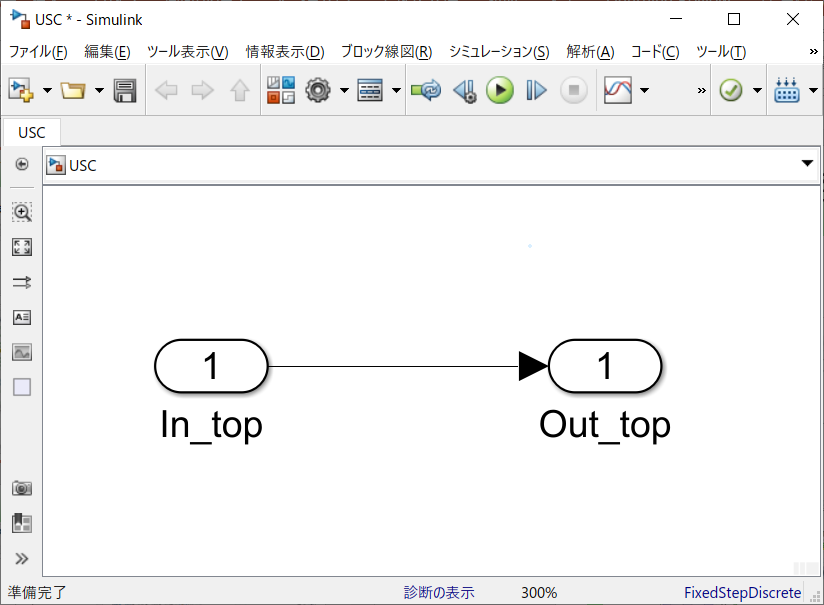 USC * - Simulink
ファイル(F) 編集(E) ツール表示(V) 情報表示(D) ブロック線図(R) シミュレーション(S) 解析(A) コード(C) ツール(T) »
USC
USC
1 1
In_top Out_top
準備完了 診断の表示 300% FixedStepDiscrete